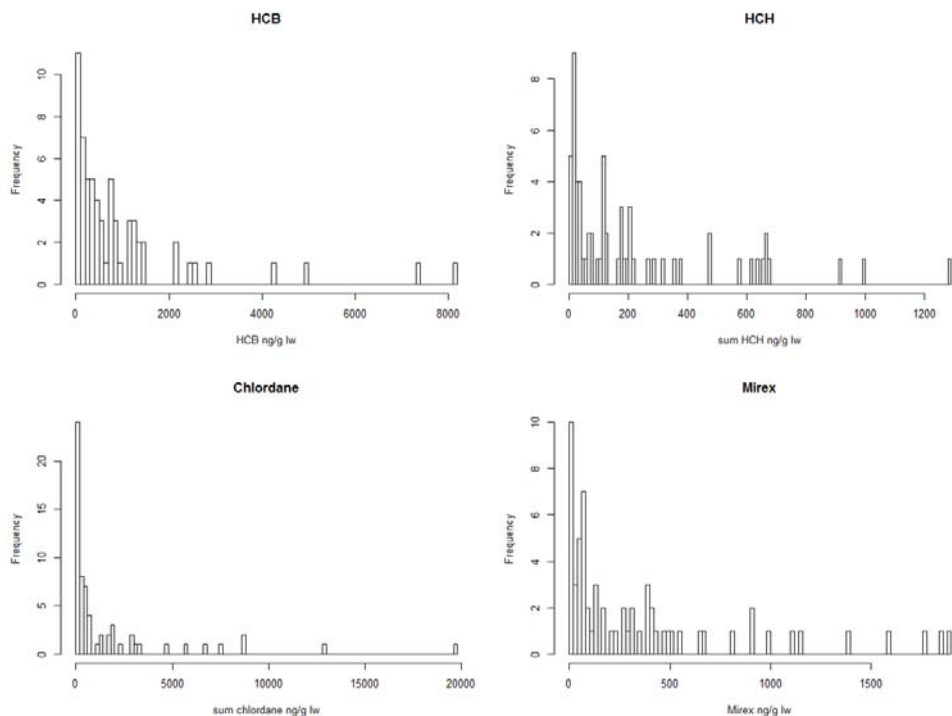 HCB
Frequency
0 2 4 6 8 10
0 2000 4000 6000 8000
HCB ng/g lw
HCH
Frequency
0 2 4 6 8
0 200 400 600 800 1000 1200
sum HCH ng/g lw
Chlordane
Frequency
0 5 10 15 20
0 5000 10000 15000 20000
sum chlordane ng/g lw
Mirex
Frequency
0 2 4 6 8 10
0 500 1000 1500
Mirex ng/g lw